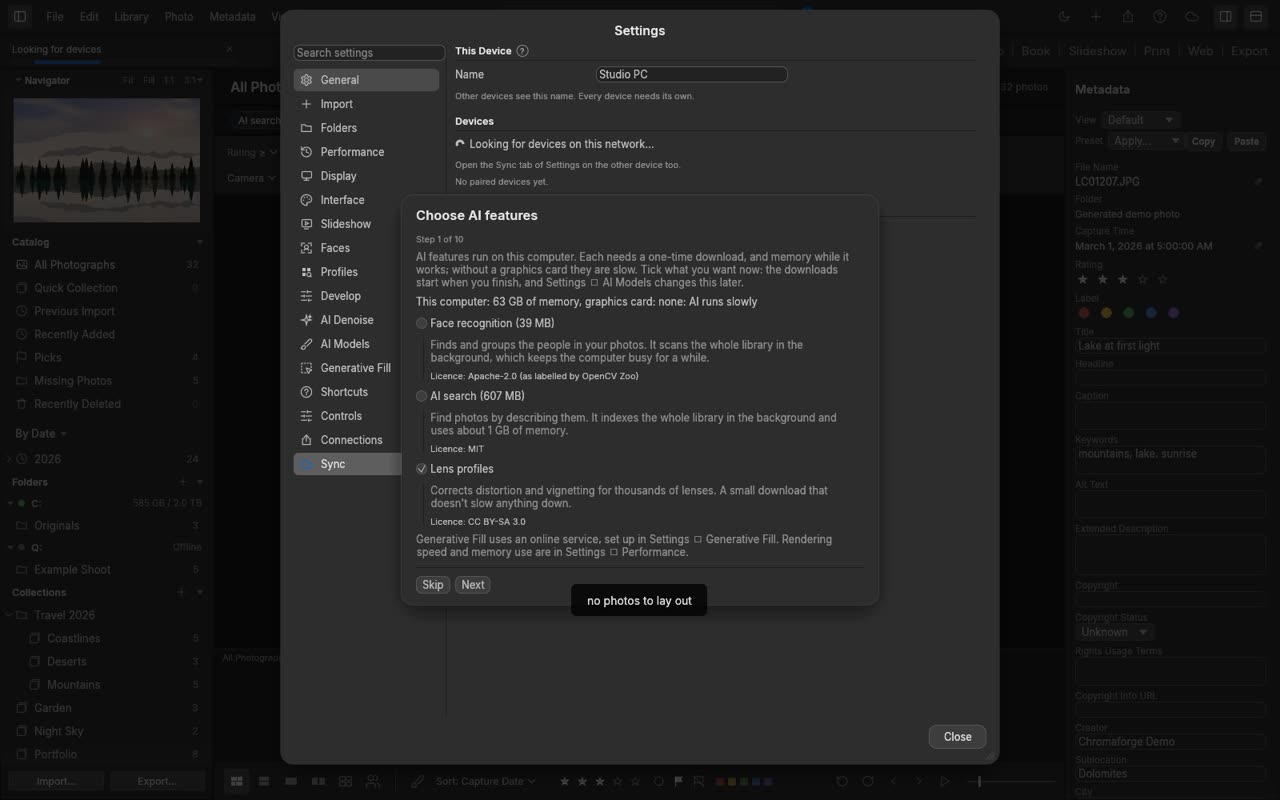 File Edit Library Photo Metadata
Looking for devices
Navigator Fit Fill 1:1 3:1
Catalog
All Photographs 32
Quick Collection 0
Previous Import 0
Recently Added 0
Picks 4
Missing Photos 5
Recently Deleted 0
By Date
2026 24
Folders
C: 585 GB / 2.0 TB
Originals 3
Q: Offline
Example Shoot 5
Collections
Travel 2026
Coastlines 5
Deserts 3
Mountains 5
Garden 3
Night Sky 3
Portfolio 8
Import... Export...
All Phot
AI search
Rating ≥
Camera
All Photograp
Settings
Search settings
General
Import
Folders
Performance
Display
Interface
Slideshow
Faces
Profiles
Develop
AI Denoise
AI Models
Generative Fill
Shortcuts
Controls
Connections
Sync
This Device ?
Name Studio PC
Other devices see this name. Every device needs its own.
Devices
Looking for devices on this network...
Open the Sync tab of Settings on the other device too.
No paired devices yet.
Choose AI features
Step 1 of 10
AI features run on this computer. Each needs a one-time download, and memory while it
works; without a graphics card they are slow. Tick what you want now: the downloads
start when you finish, and Settings □ AI Models changes this later.
This computer: 63 GB of memory, graphics card: none: AI runs slowly
Face recognition (39 MB)
Finds and groups the people in your photos. It scans the whole library in the
background, which keeps the computer busy for a while.
Licence: Apache-2.0 (as labelled by OpenCV Zoo)
AI search (607 MB)
Find photos by describing them. It indexes the whole library in the background and
uses about 1 GB of memory.
Licence: MIT
Lens profiles
Corrects distortion and vignetting for thousands of lenses. A small download that
doesn't slow anything down.
Licence: CC BY-SA 3.0
Generative Fill uses an online service, set up in Settings □ Generative Fill. Rendering
speed and memory use are in Settings □ Performance.
Skip Next
no photos to lay out
Close
Sort: Capture Date
Book Slideshow Print Web Export
32 photos
Metadata
View Default
Preset Apply... Copy Paste
File Name
LC01207.JPG
Folder
Generated demo photo
Capture Time
March 1, 2026 at 5:00:00 AM
Rating
Label
Title
Lake at first light
Headline
Caption
Keywords
mountains, lake, sunrise
Alt Text
Extended Description
Copyright
Copyright Status
Unknown
Rights Usage Terms
Copyright Info URL
Creator
Chromaforge Demo
Sublocation
Dolomites
City